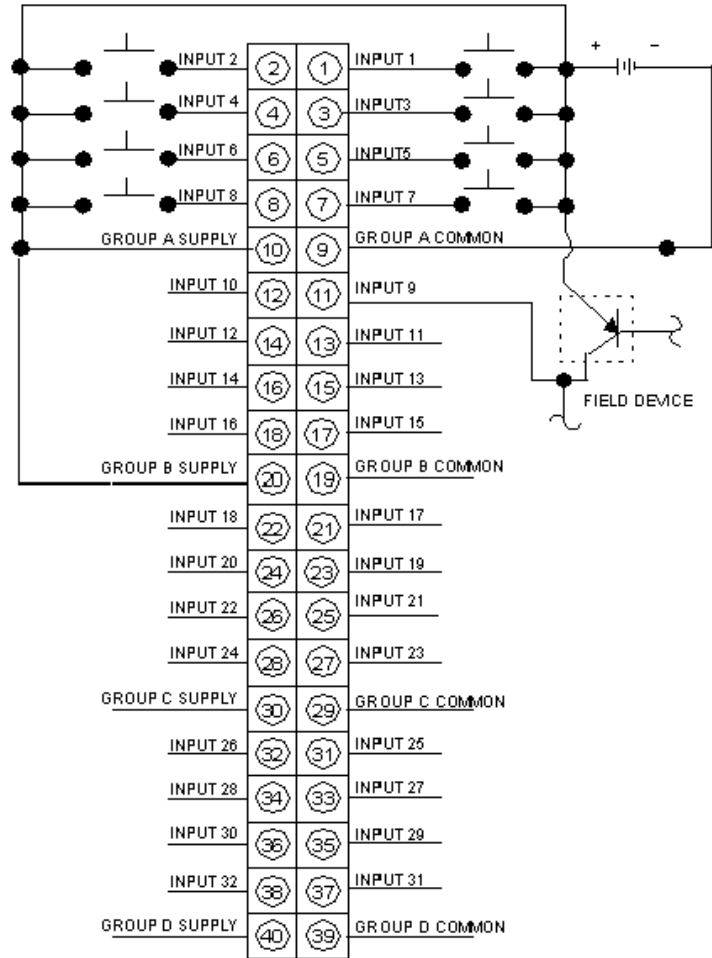 INPUT 2 2 1 INPUT 1 + −
INPUT 4 4 3 INPUT3
INPUT 6 6 5 INPUT5
INPUT 8 8 7 INPUT 7
GROUP A SUPPLY 10 9 GROUP A COMMON
INPUT 10 12 11 INPUT 9
INPUT 12 14 13 INPUT 11
INPUT 14 16 15 INPUT 13
FIELD DEVICE
INPUT 16 18 17 INPUT 15
GROUP B SUPPLY 20 19 GROUP B COMMON
INPUT 18 22 21 INPUT 17
INPUT 20 24 23 INPUT 19
INPUT 22 26 25 INPUT 21
INPUT 24 28 27 INPUT 23
GROUP C SUPPLY 30 29 GROUP C COMMON
INPUT 26 32 31 INPUT 25
INPUT 28 34 33 INPUT 27
INPUT 30 36 35 INPUT 29
INPUT 32 38 37 INPUT 31
GROUP D SUPPLY 40 39 GROUP D COMMON